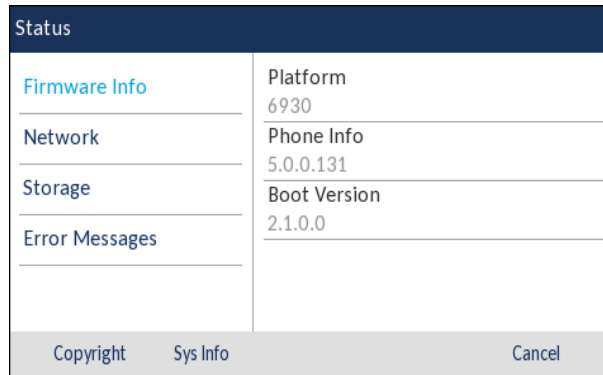 Status
Firmware Info
Network
Storage
Error Messages
Platform
6930
Phone Info
5.0.0.131
Boot Version
2.1.0.0
Copyright
Sys Info
Cancel